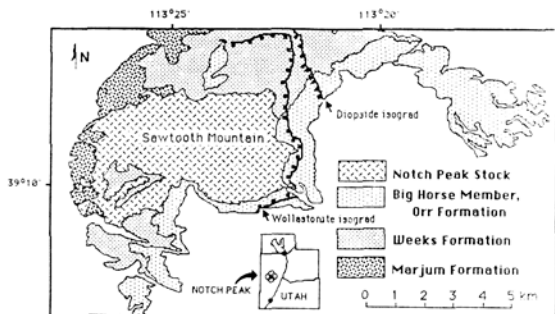 113°25'
113°20'
N
Diopside isograd
Sawtooth Mountain
39°10'
Notch Peak Stock
Big Horse Member,
Orr Formation
Wollastonite isograd
Weeks Formation
Marjum Formation
NOTCH PEAK
UTAH
0 1 2 3 4 5 km